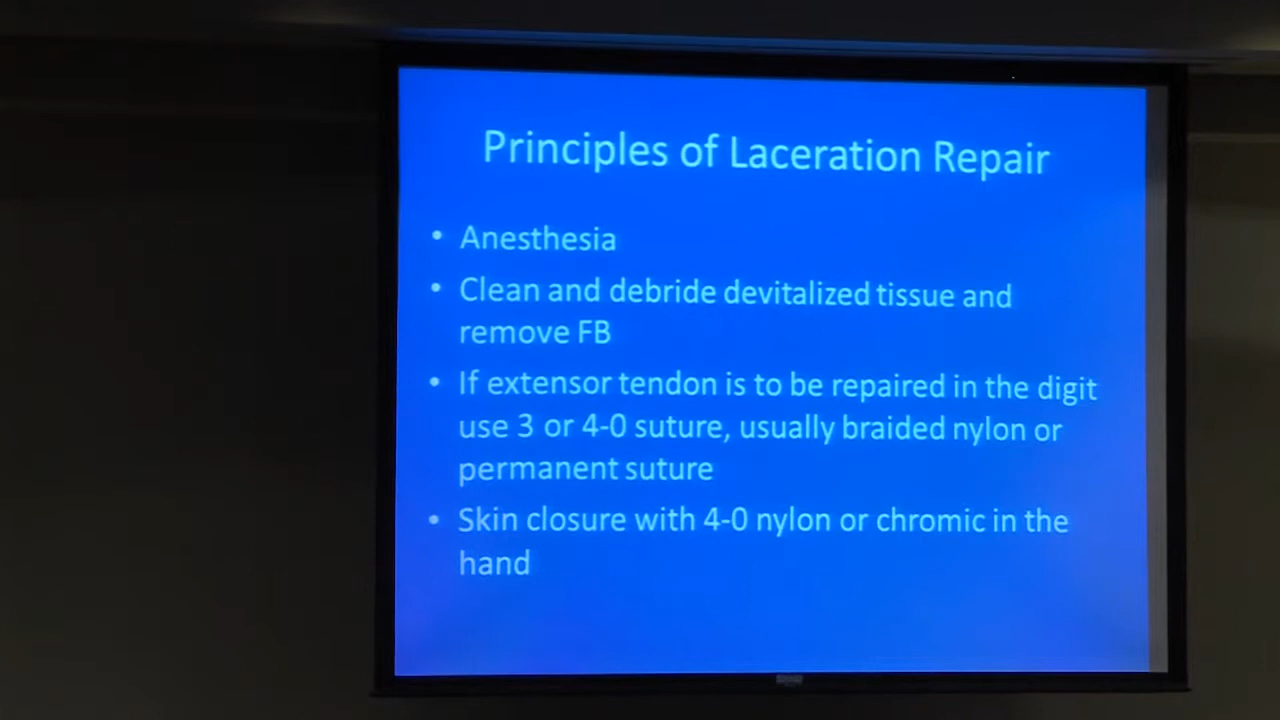 Principles of Laceration Repair
• Anesthesia
• Clean and debride devitalized tissue and
remove FB
• If extensor tendon is to be repaired in the digit
use 3 or 4-0 suture, usually braided nylon or
permanent suture
• Skin closure with 4-0 nylon or chromic in the
hand